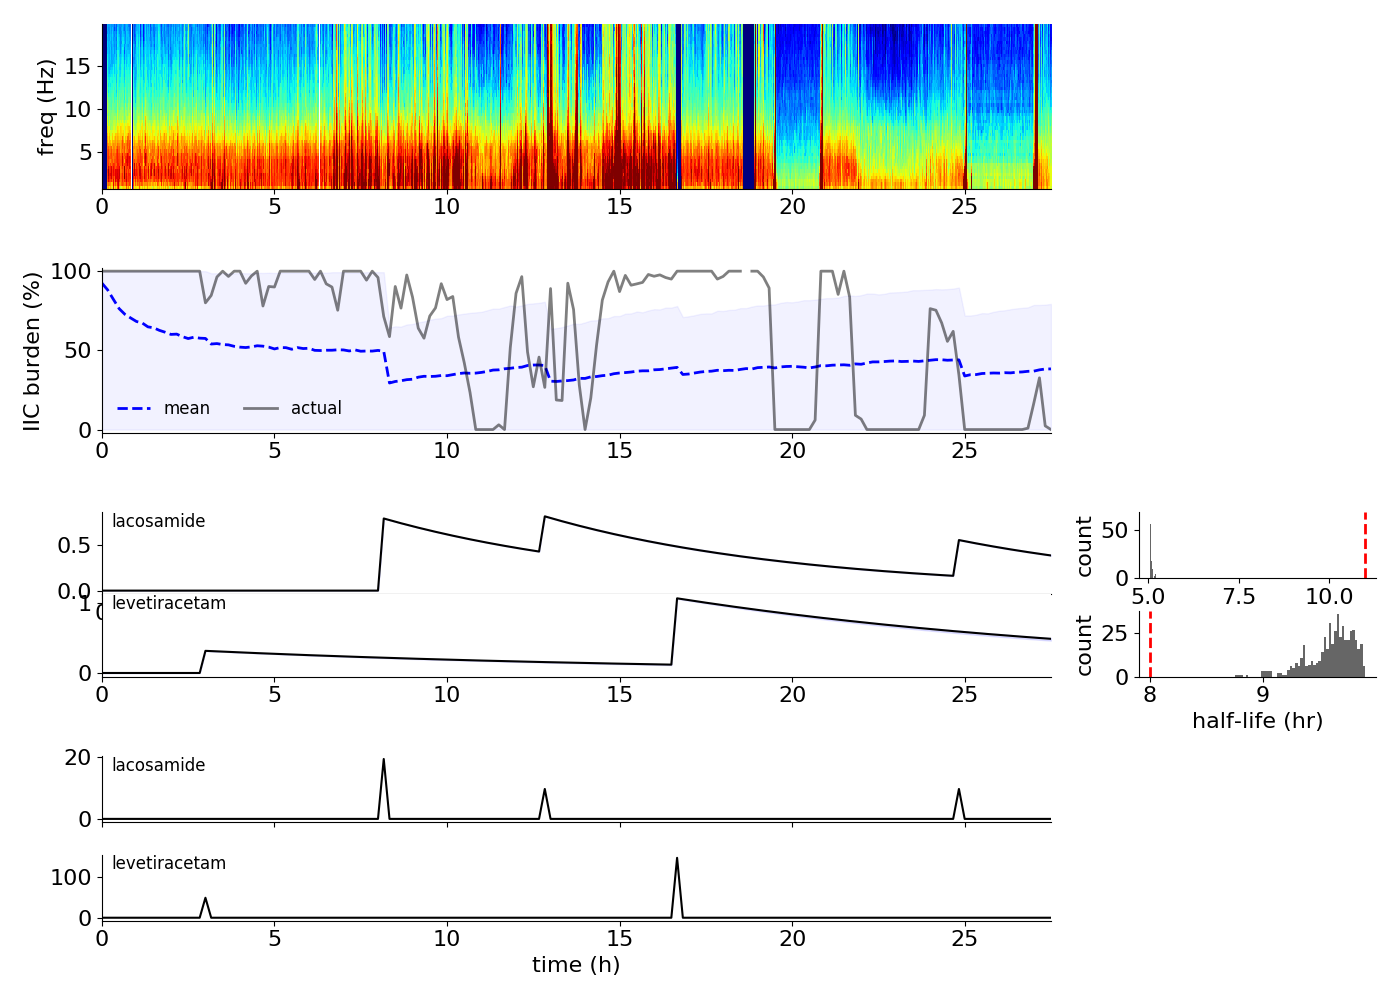 freq (Hz)
15
10
5
0 5 10 15 20 25
IIC burden (%)
100
50
0
mean actual
0 5 10 15 20 25
lacosamide
0.5
0.0
count
50
0
5.0 7.5 10.0
levetiracetam
1
0
0 5 10 15 20 25
count
25
0
8 9
half-life (hr)
lacosamide
20
0
levetiracetam
100
0
0 5 10 15 20 25
time (h)